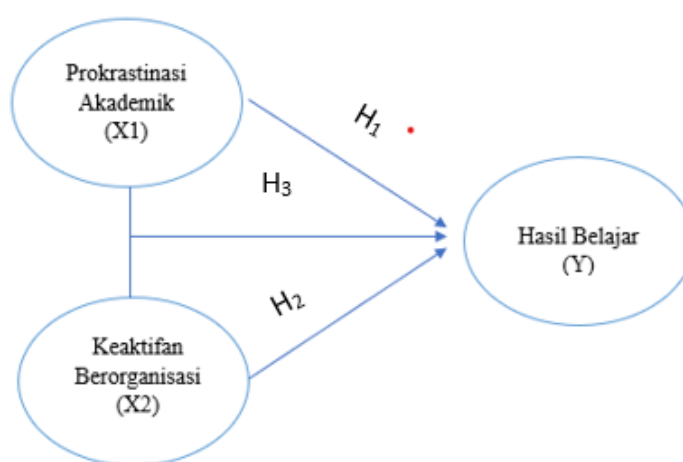 Prokrastinasi
Akademik
(X1)
H1
H3
Hasil Belajar
(Y)
H2
Keaktifan
Berorganisasi
(X2)